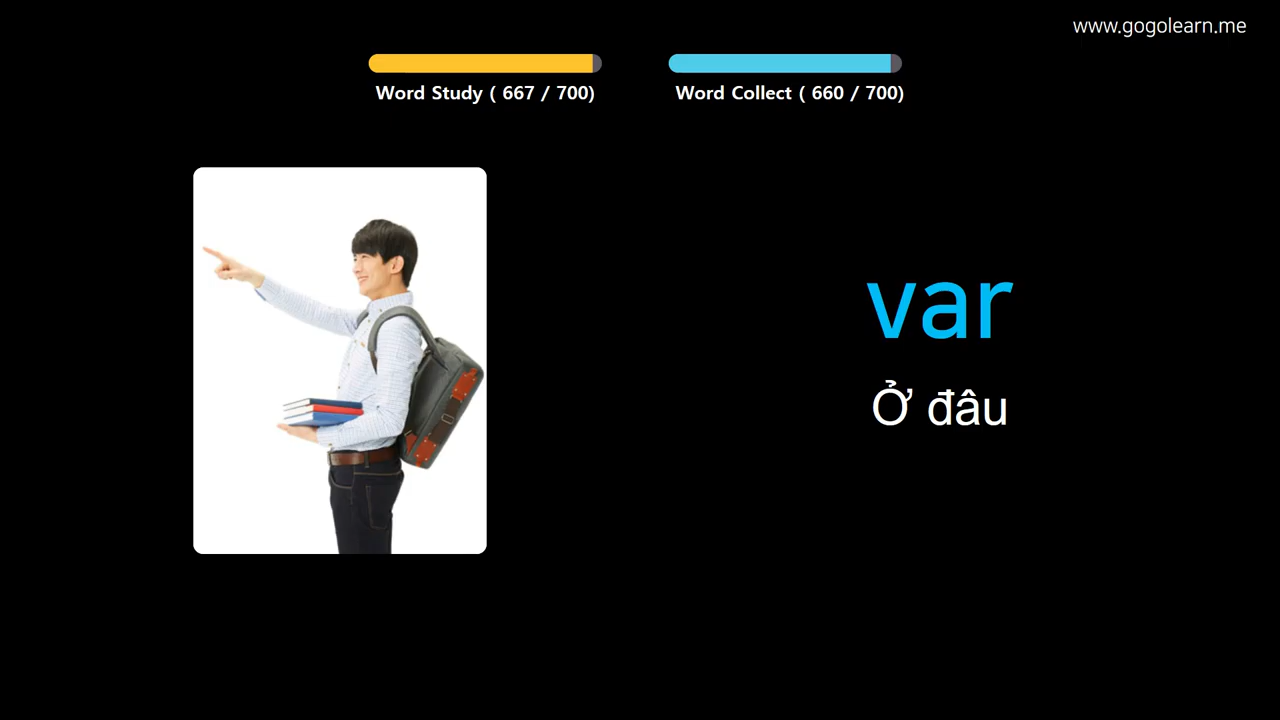 www.gogolearn.me
Word Study ( 667 / 700)
Word Collect ( 660 / 700)
var
Ở đâu